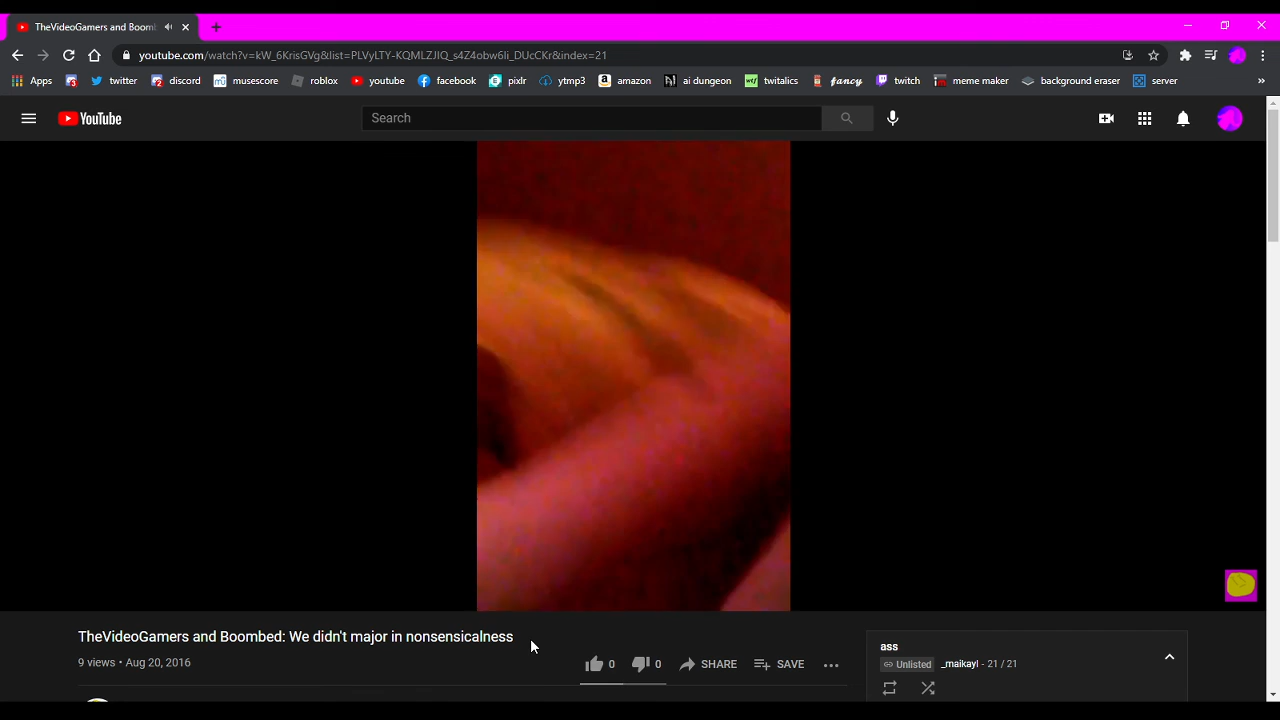 TheVideoGamers and Boomb
youtube.com/watch?v=kW_6KrisGVg&list=PLVyLTY-KQMLZJIQ_s4Z4obw6li_DUcCKr&index=21
Apps twitter discord musescore roblox youtube facebook pixlr ytmp3 amazon ai dungeon wtf twitalics fancy twitch meme maker background eraser server
YouTube
Search
TheVideoGamers and Boombed: We didn't major in nonsensicalness
9 views • Aug 20, 2016
0 0 SHARE SAVE
ass
Unlisted _maikayl - 21 / 21